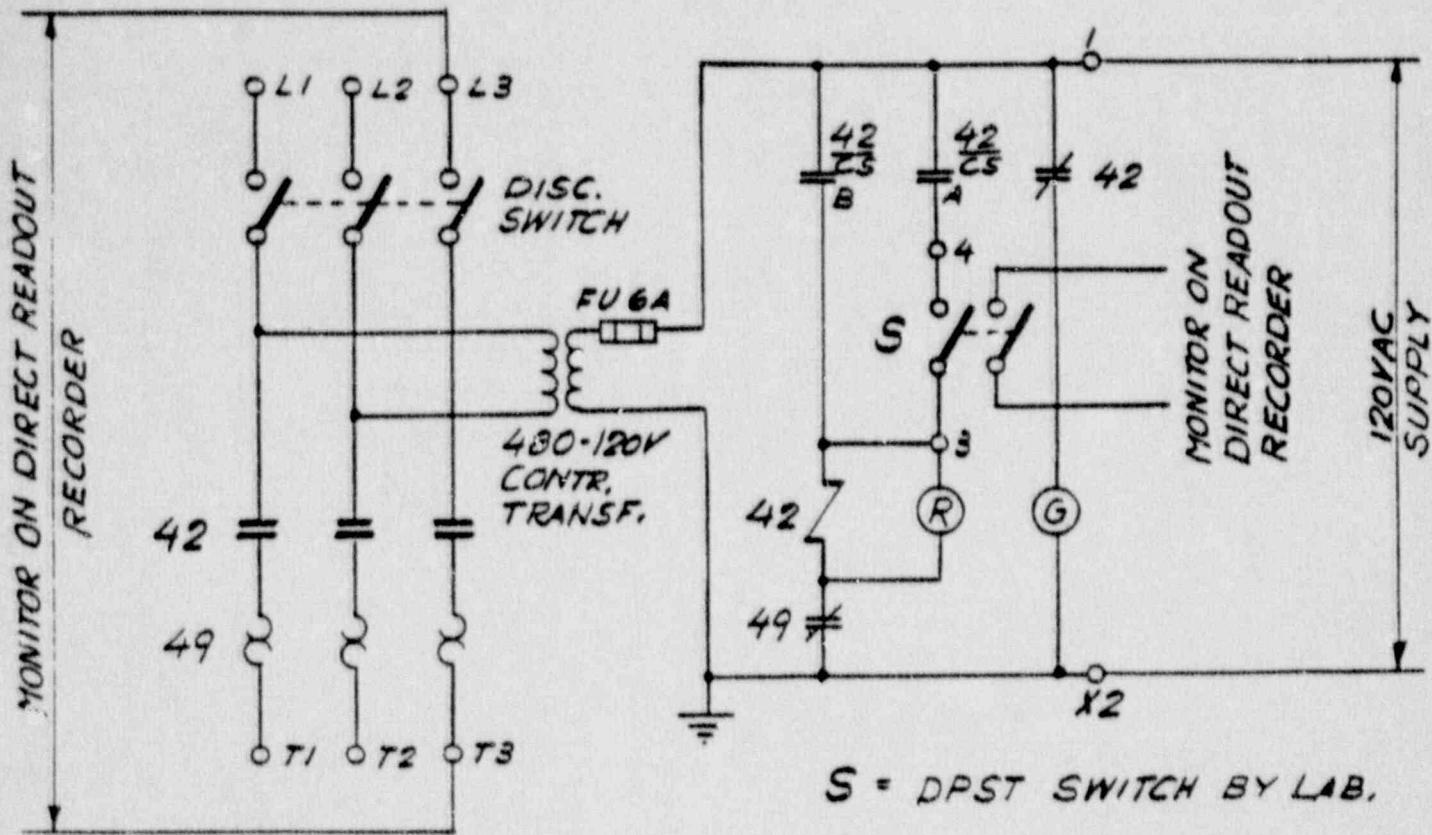 MONITOR ON DIRECT READOUT
RECORDER
L1
L2
L3
DISC.
SWITCH
FU 6A
480-120V
CONTR.
TRANSF.
42
49
T1
T2
T3
1
42
CS
B
42
CS
A
42
4
S
3
42
R
G
49
X2
MONITOR ON
DIRECT READOUT
RECORDER
120VAC
SUPPLY
S = DPST SWITCH BY LAB.